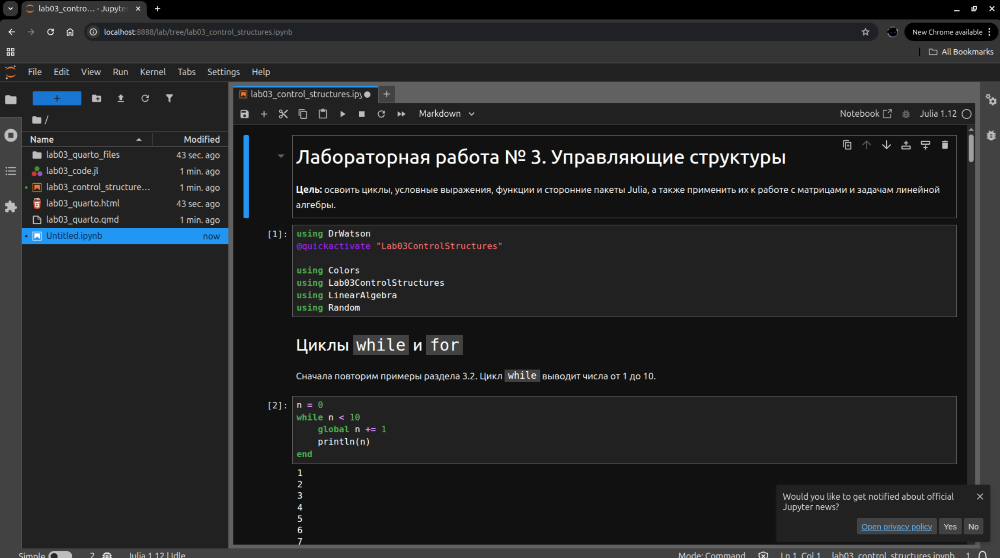 lab03_contro… - Jupyter
localhost:8888/lab/tree/lab03_control_structures.ipynb
New Chrome available
All Bookmarks
File Edit View Run Kernel Tabs Settings Help
lab03_control_structures.ipy
+
/
Markdown
Notebook
Julia 1.12
Name Modified
lab03_quarto_files 43 sec. ago
lab03_code.jl 1 min. ago
lab03_control_structure… 1 min. ago
lab03_quarto.html 43 sec. ago
lab03_quarto.qmd 1 min. ago
Untitled.ipynb now
Лабораторная работа № 3. Управляющие структуры
Цель: освоить циклы, условные выражения, функции и сторонние пакеты Julia, а также применить их к работе с матрицами и задачам линейной
алгебры.
[1]: using DrWatson
@quickactivate "Lab03ControlStructures"
using Colors
using Lab03ControlStructures
using LinearAlgebra
using Random
Циклы while и for
Сначала повторим примеры раздела 3.2. Цикл while выводит числа от 1 до 10.
[2]: n = 0
while n < 10
global n += 1
println(n)
end
1
2
3
4
5
6
7
Would you like to get notified about official
Jupyter news?
Open privacy policy Yes No
Simple 2 Julia 1.12 | Idle Mode: Command Ln 1, Col 1 lab03_control_structures.ipynb 1